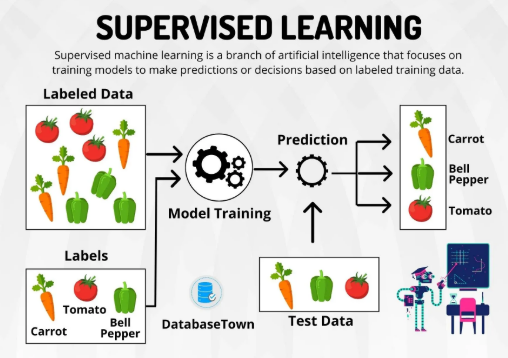 SUPERVISED LEARNING
Supervised machine learning is a branch of artificial intelligence that focuses on
training models to make predictions or decisions based on labeled training data.
Labeled Data
Model Training
Prediction
Carrot
Bell
Pepper
Tomato
Labels
Carrot
Tomato
Bell
Pepper
DatabaseTown
Test Data